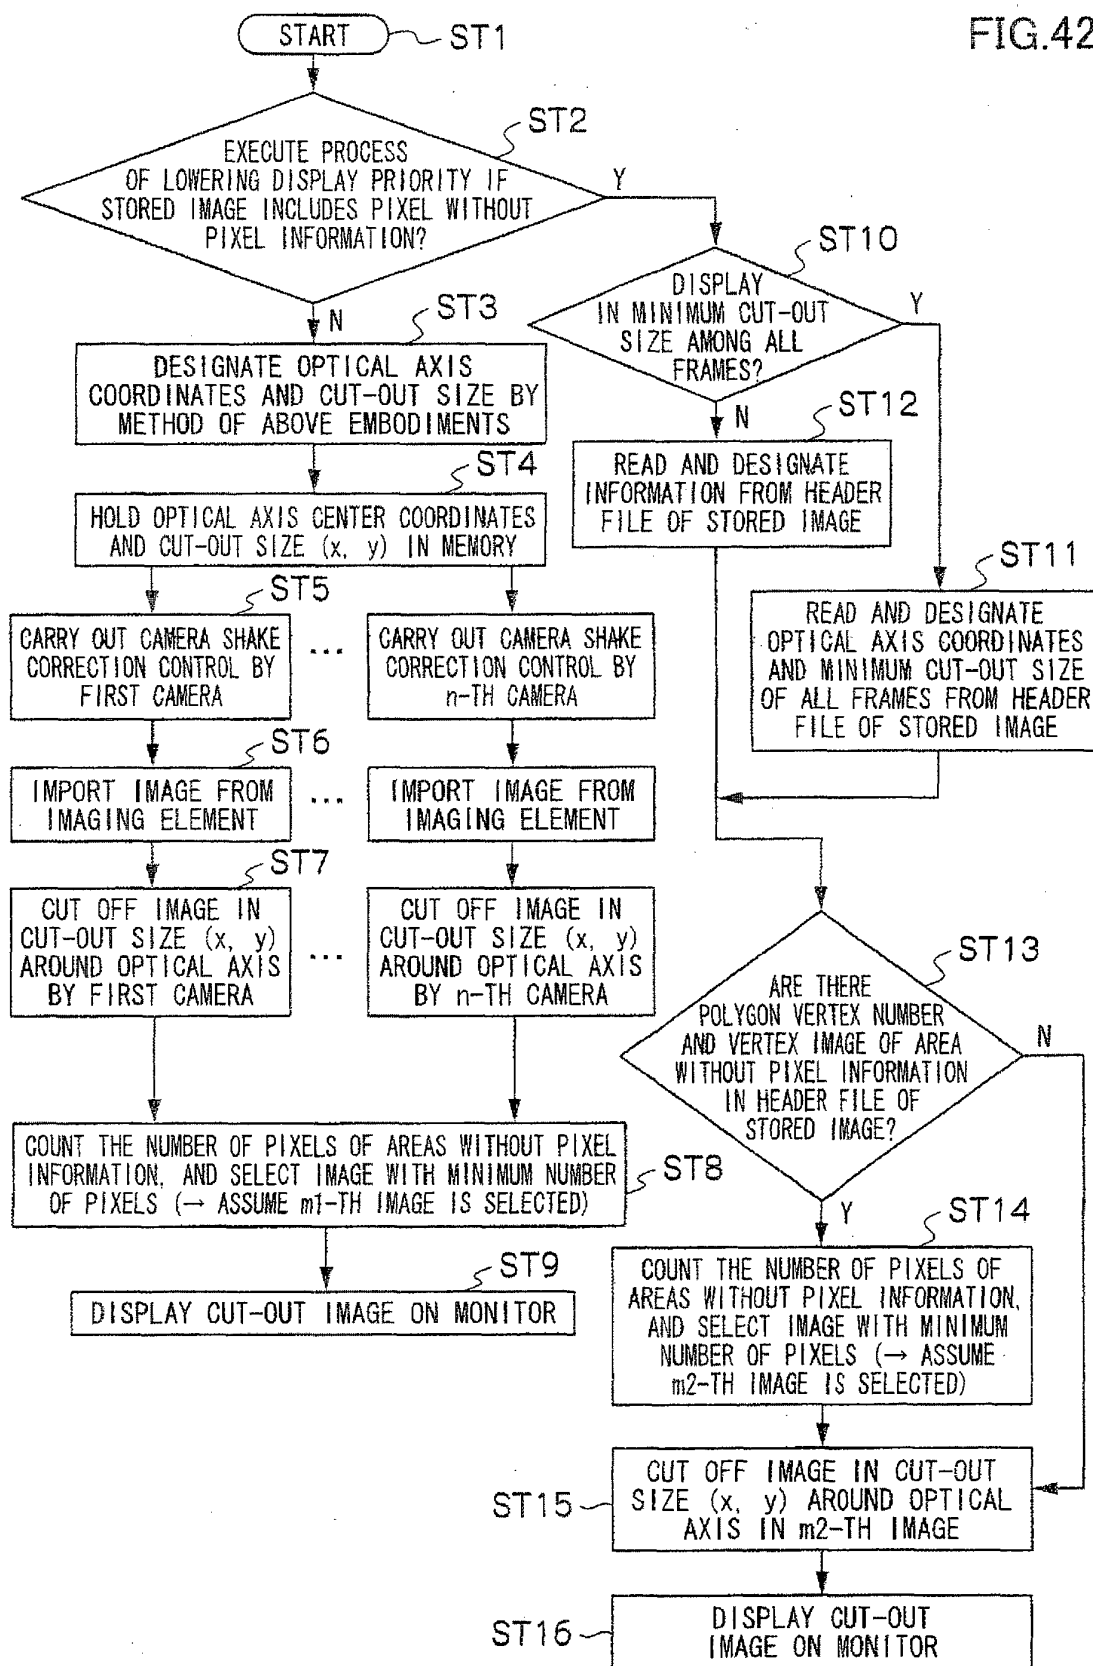 FIG.42
START
ST1
ST2
EXECUTE PROCESS
OF LOWERING DISPLAY PRIORITY IF
STORED IMAGE INCLUDES PIXEL WITHOUT
PIXEL INFORMATION?
Y
N
ST3
DESIGNATE OPTICAL AXIS
COORDINATES AND CUT-OUT SIZE BY
METHOD OF ABOVE EMBODIMENTS
ST4
HOLD OPTICAL AXIS CENTER COORDINATES
AND CUT-OUT SIZE (x, y) IN MEMORY
ST5
CARRY OUT CAMERA SHAKE
CORRECTION CONTROL BY
FIRST CAMERA
...
CARRY OUT CAMERA SHAKE
CORRECTION CONTROL BY
n-TH CAMERA
ST6
IMPORT IMAGE FROM
IMAGING ELEMENT
...
IMPORT IMAGE FROM
IMAGING ELEMENT
ST7
CUT OFF IMAGE IN
CUT-OUT SIZE (x, y)
AROUND OPTICAL AXIS
BY FIRST CAMERA
...
CUT OFF IMAGE IN
CUT-OUT SIZE (x, y)
AROUND OPTICAL AXIS
BY n-TH CAMERA
COUNT THE NUMBER OF PIXELS OF AREAS WITHOUT PIXEL
INFORMATION, AND SELECT IMAGE WITH MINIMUM NUMBER
OF PIXELS (→ ASSUME m1-TH IMAGE IS SELECTED)
ST8
ST9
DISPLAY CUT-OUT IMAGE ON MONITOR
ST10
DISPLAY
IN MINIMUM CUT-OUT
SIZE AMONG ALL
FRAMES?
Y
N
ST12
READ AND DESIGNATE
INFORMATION FROM HEADER
FILE OF STORED IMAGE
ST11
READ AND DESIGNATE
OPTICAL AXIS COORDINATES
AND MINIMUM CUT-OUT SIZE
OF ALL FRAMES FROM HEADER
FILE OF STORED IMAGE
ST13
ARE THERE
POLYGON VERTEX NUMBER
AND VERTEX IMAGE OF AREA
WITHOUT PIXEL INFORMATION
IN HEADER FILE OF
STORED IMAGE?
N
Y
ST14
COUNT THE NUMBER OF PIXELS OF
AREAS WITHOUT PIXEL INFORMATION,
AND SELECT IMAGE WITH MINIMUM
NUMBER OF PIXELS (→ ASSUME
m2-TH IMAGE IS SELECTED)
ST15
CUT OFF IMAGE IN CUT-OUT
SIZE (x, y) AROUND OPTICAL
AXIS IN m2-TH IMAGE
ST16
DISPLAY CUT-OUT
IMAGE ON MONITOR